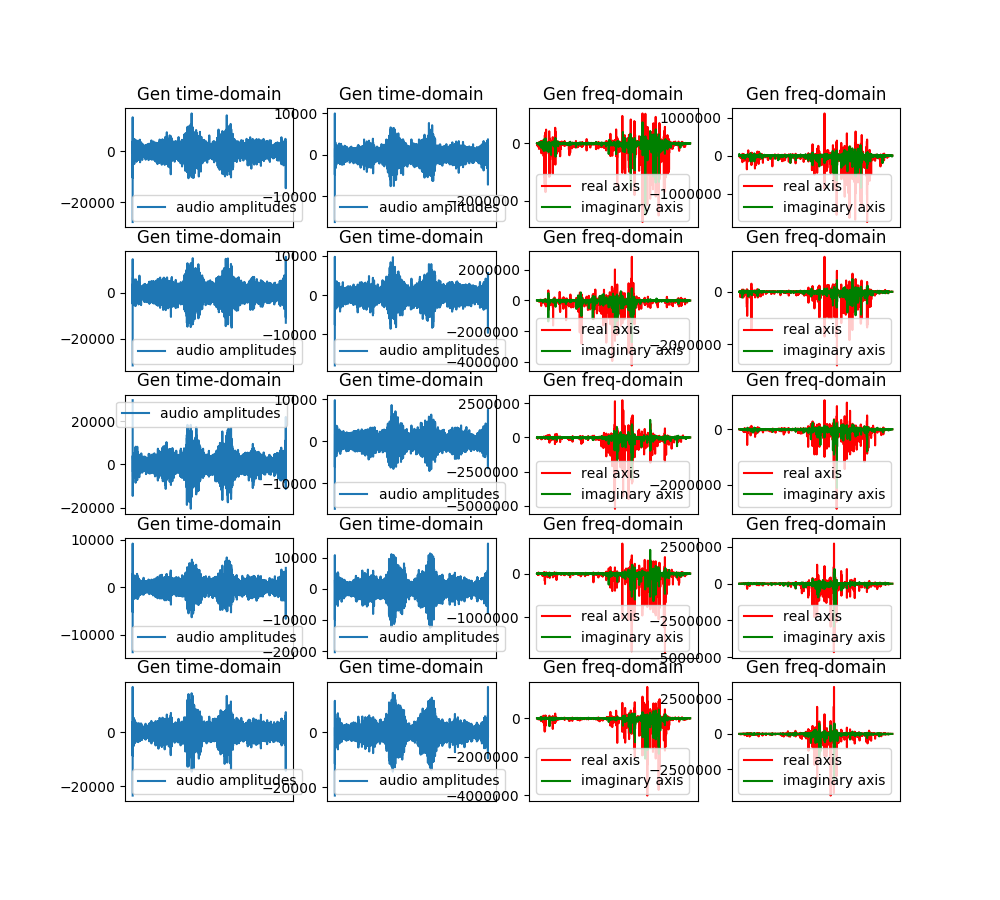 Gen time-domain Gen time-domain Gen freq-domain Gen freq-domain
10000 1000000
0 0 0 0
−20000 −10000 −2000000 −1000000
audio amplitudes audio amplitudes real axis real axis
imaginary axis imaginary axis
Gen time-domain Gen time-domain Gen freq-domain Gen freq-domain
10000 2000000
0 0 0 0
−20000 −10000 −2000000 −2000000
−4000000
audio amplitudes audio amplitudes real axis real axis
imaginary axis imaginary axis
Gen time-domain Gen time-domain Gen freq-domain Gen freq-domain
audio amplitudes
20000 10000 2500000
0 0 0 0
−20000 −10000 −2500000 −2000000
−5000000
audio amplitudes real axis real axis
imaginary axis imaginary axis
Gen time-domain Gen time-domain Gen freq-domain Gen freq-domain
10000 10000 2500000
0 0 0 0
−10000 −10000 −1000000 −2500000
−20000 −5000000
audio amplitudes audio amplitudes real axis real axis
imaginary axis imaginary axis
Gen time-domain Gen time-domain Gen freq-domain Gen freq-domain
2500000
0 0 0 0
−20000 −20000 −2000000 −2500000
−4000000
audio amplitudes audio amplitudes real axis real axis
imaginary axis imaginary axis